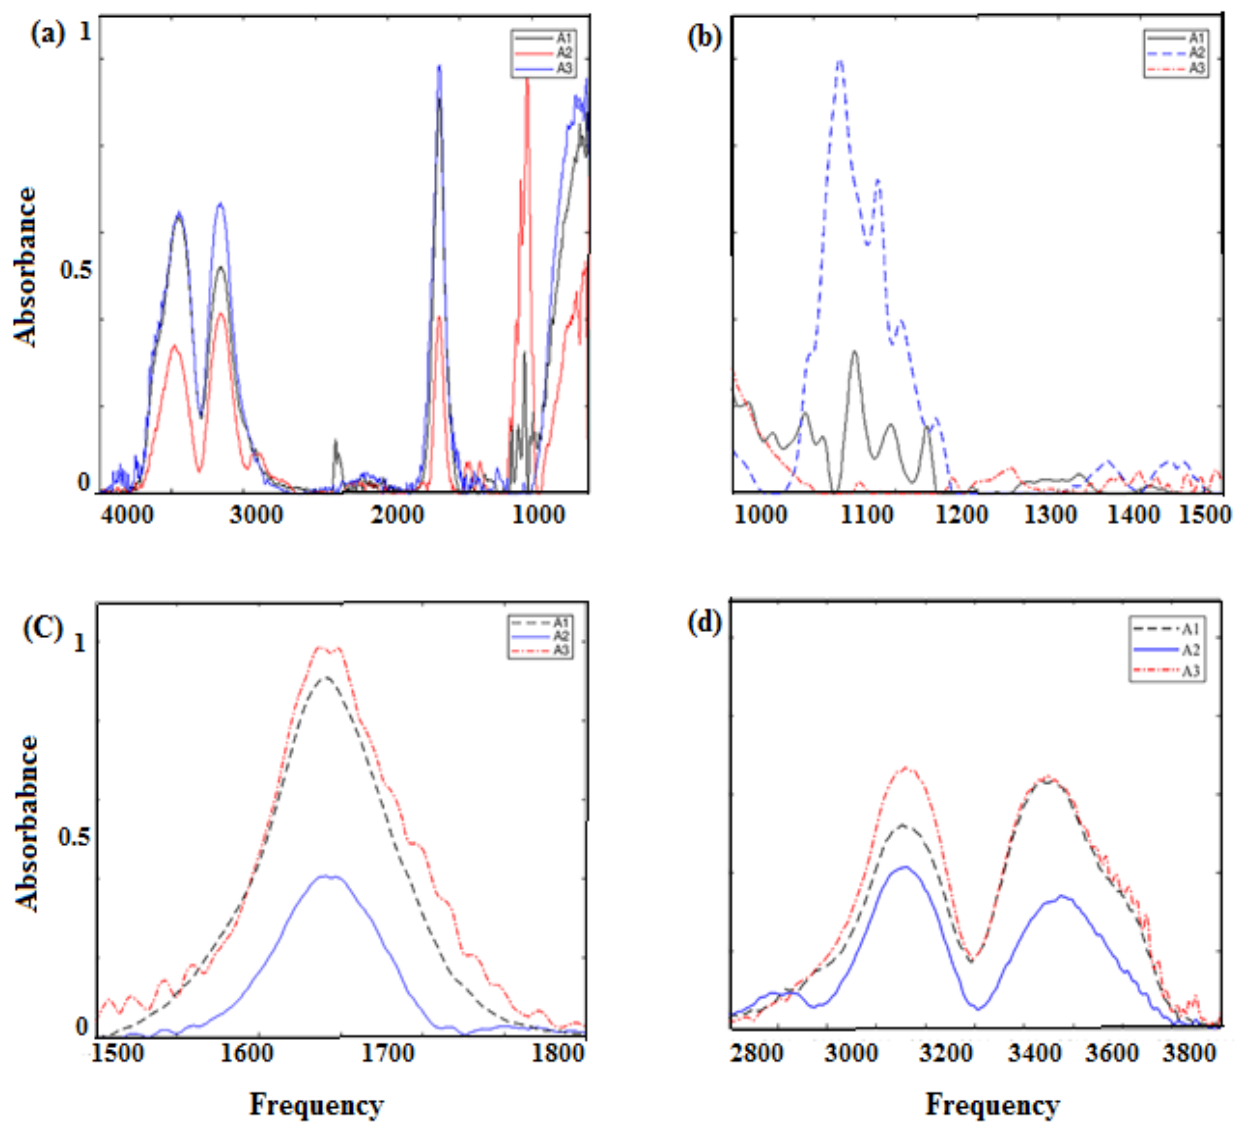 (a)
1
A1
A2
A3
Absorbance
0.5
0
4000 3000 2000 1000
(b)
A1
A2
A3
1000 1100 1200 1300 1400 1500
(C)
1
A1
A2
A3
Absorbabnce
0.5
0
1500 1600 1700 1800
Frequency
(d)
A1
A2
A3
2800 3000 3200 3400 3600 3800
Frequency